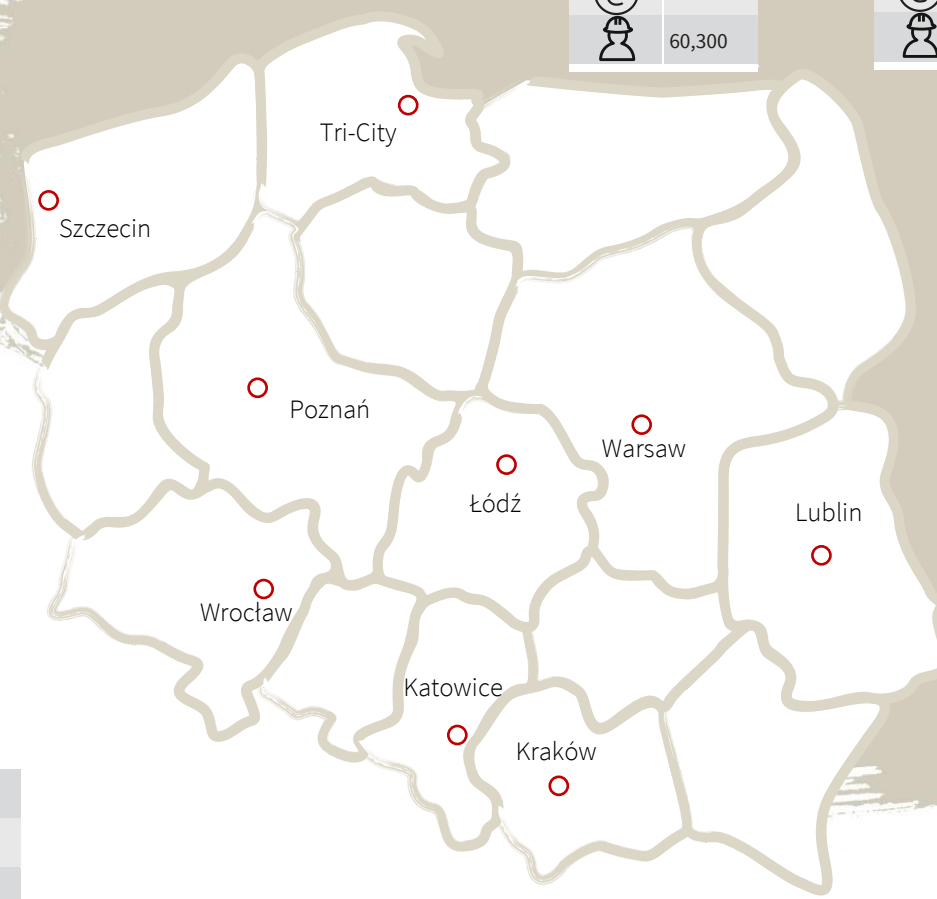 60,300
Tri-City
Szczecin
Poznań
Warsaw
Łódź
Lublin
Wrocław
Katowice
Kraków